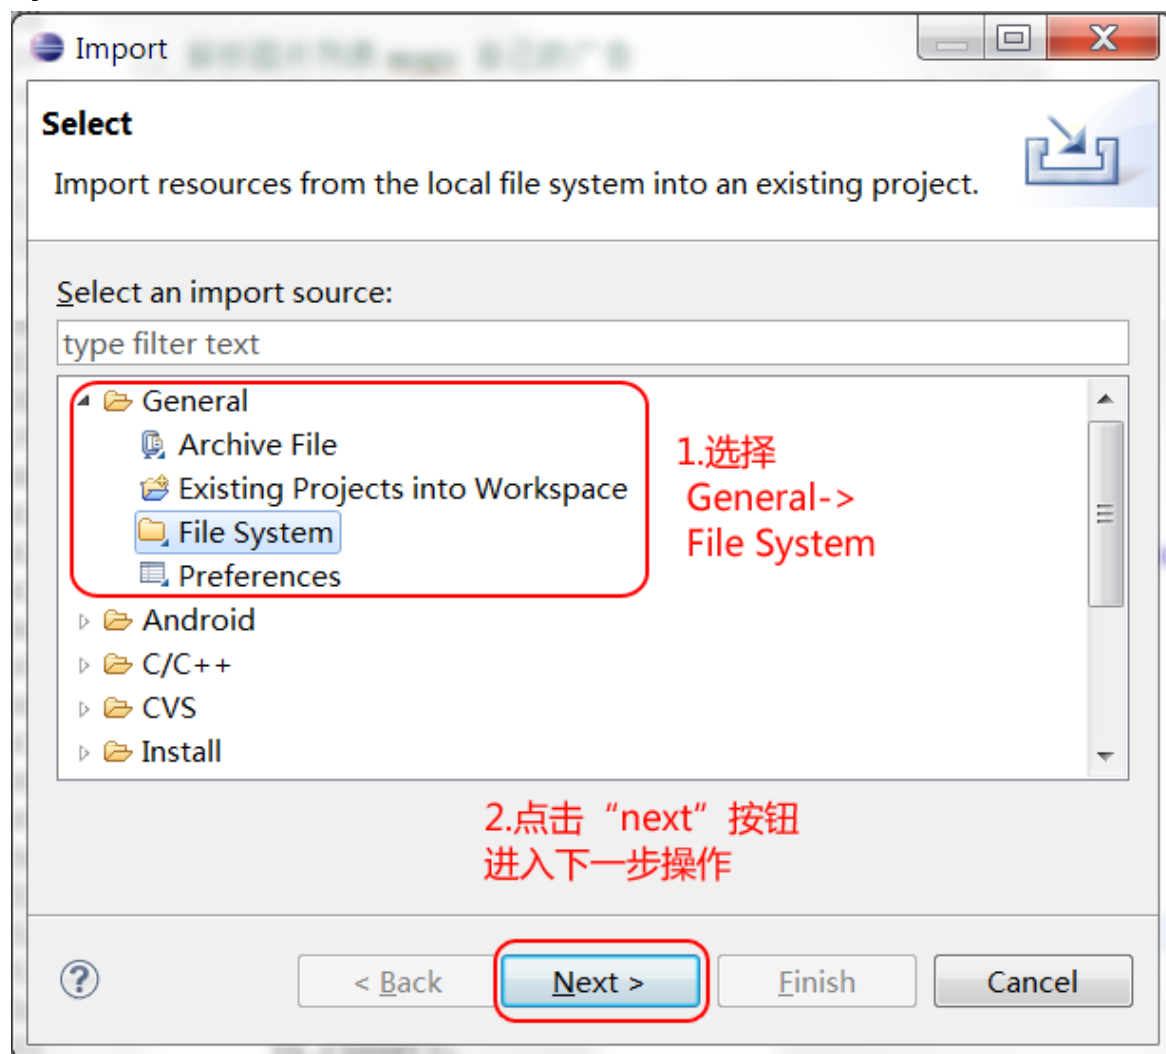 Import
Select
Import resources from the local file system into an existing project.
Select an import source:
type filter text
General
Archive File
Existing Projects into Workspace
File System
Preferences
Android
C/C++
CVS
Install
1.选择
General->
File System
2.点击“next”按钮
进入下一步操作
< Back
Next >
Finish
Cancel